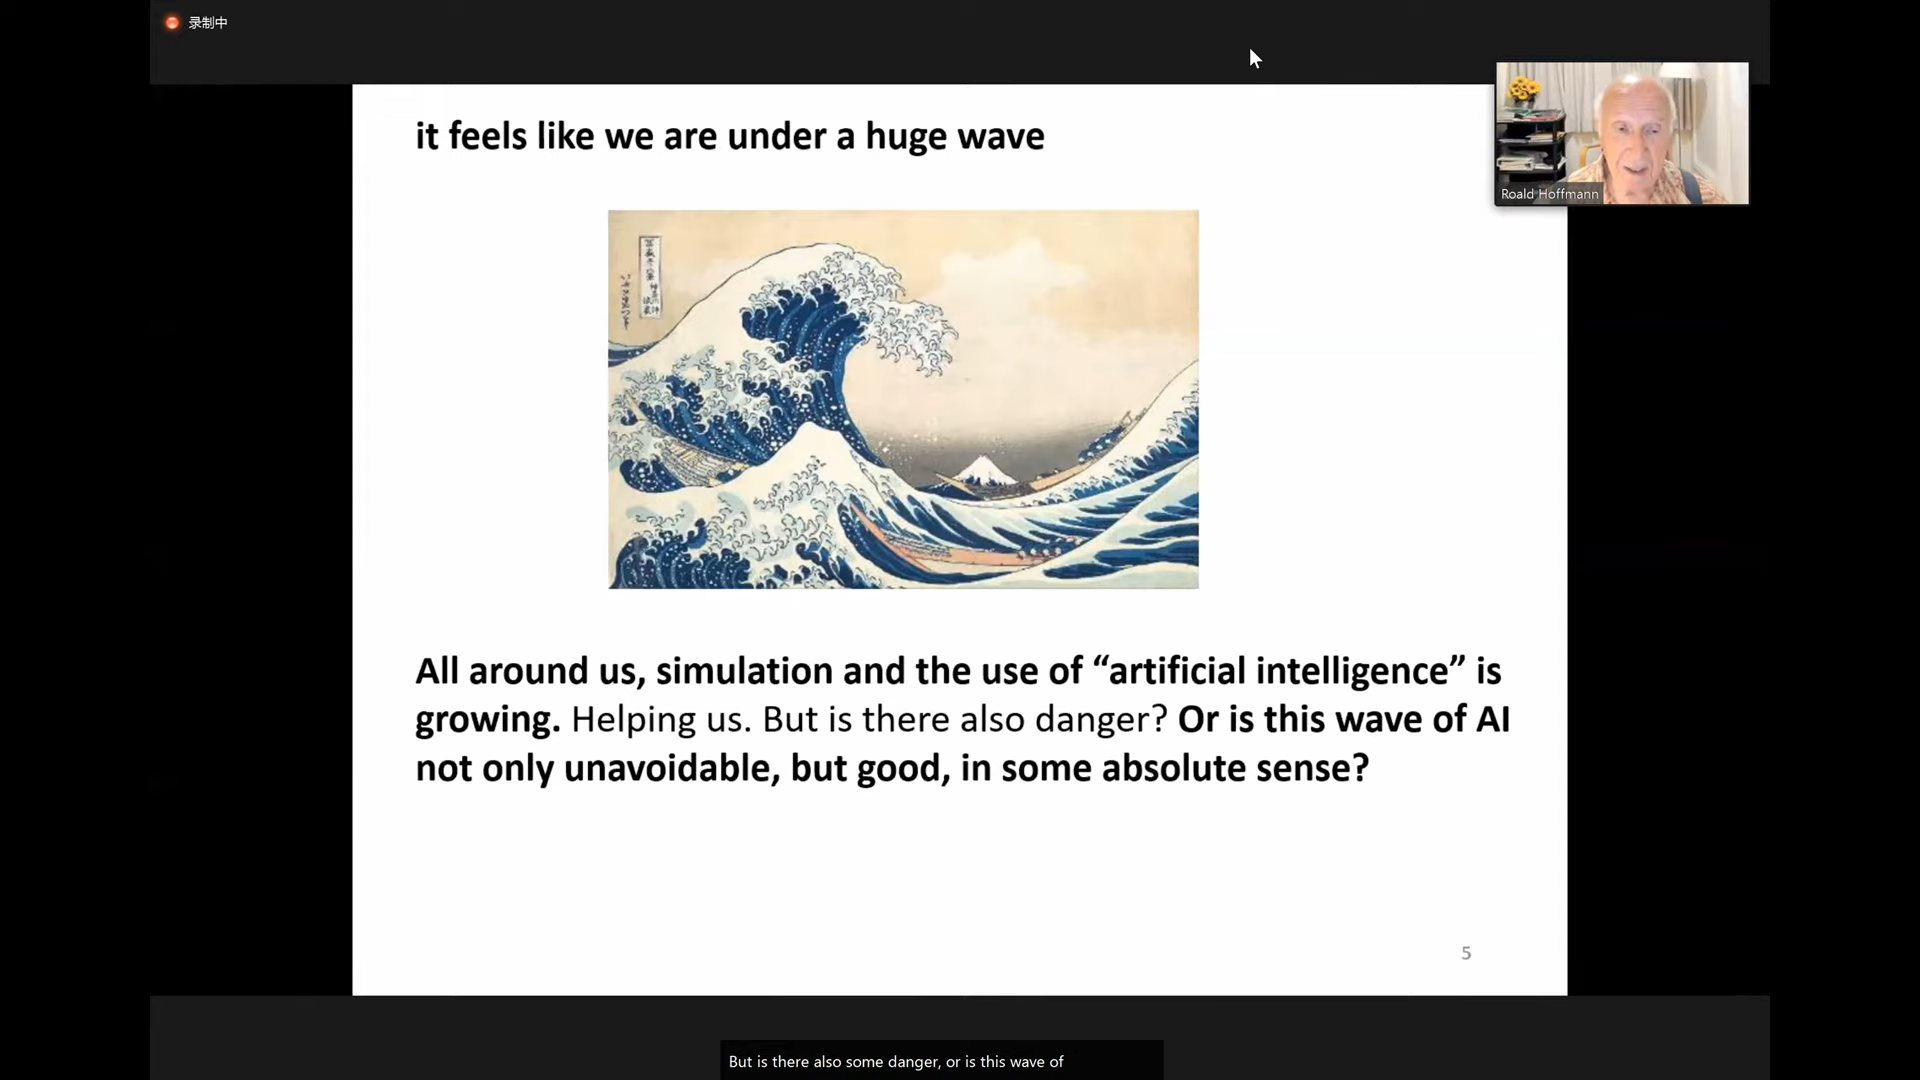 录制中
it feels like we are under a huge wave
Roald Hoffmann
All around us, simulation and the use of “artificial intelligence” is
growing. Helping us. But is there also danger? Or is this wave of AI
not only unavoidable, but good, in some absolute sense?
5
But is there also some danger, or is this wave of